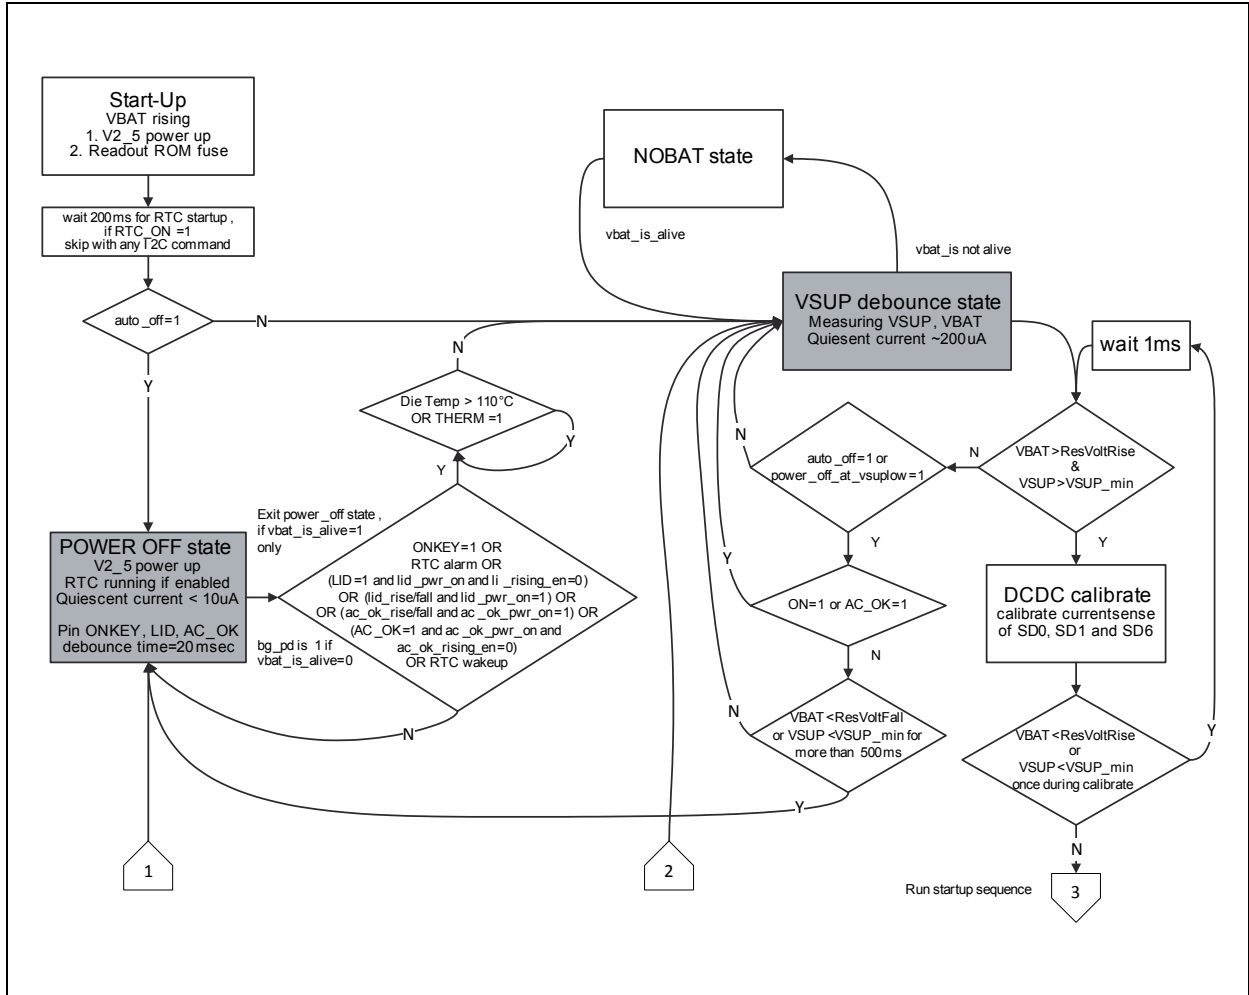 Start-Up
VBAT rising
1. V2_5 power up
2. Readout ROM fuse
wait 200ms for RTC startup ,
if RTC_ON =1
skip with any I2C command
auto _off=1
N
Y
NOBAT state
vbat_is_alive
vbat_is not alive
VSUP debounce state
Measuring VSUP, VBAT
Quiesent current ~200uA
wait 1ms
N
Die Temp > 110°C
OR THERM =1
Y
Y
Exit power_off state ,
if vbat_is_alive=1
only
POWER OFF state
V2_5 power up
RTC running if enabled
Quiescent current < 10uA
Pin ONKEY, LID, AC_OK
debounce time=20msec
bg_pd is 1 if
vbat_is_alive=0
ONKEY=1 OR
RTC alarm OR
(LID =1 and lid _pwr_on and li _rising_en=0)
OR (lid_rise/fall and lid _pwr_on=1) OR
OR (ac_ok_rise/fall and ac _ok_pwr_on=1) OR
(AC_OK=1 and ac _ok_pwr_on and
ac_ok_rising_en=0)
OR RTC wakeup
N
N
auto _off=1 or
power _off_at_vsuplow=1
N
VBAT>ResVoltRise
&
VSUP>VSUP_min
Y
Y
Y
ON=1 or AC_OK=1
N
DCDC calibrate
calibrate currentsense
of SD0, SD1 and SD6
N
VBAT <ResVoltFall
or VSUP <VSUP_min for
more than 500ms
Y
VBAT<ResVoltRise
or
VSUP<VSUP_min
once during calibrate
Y
N
1
2
Run startup sequence
3